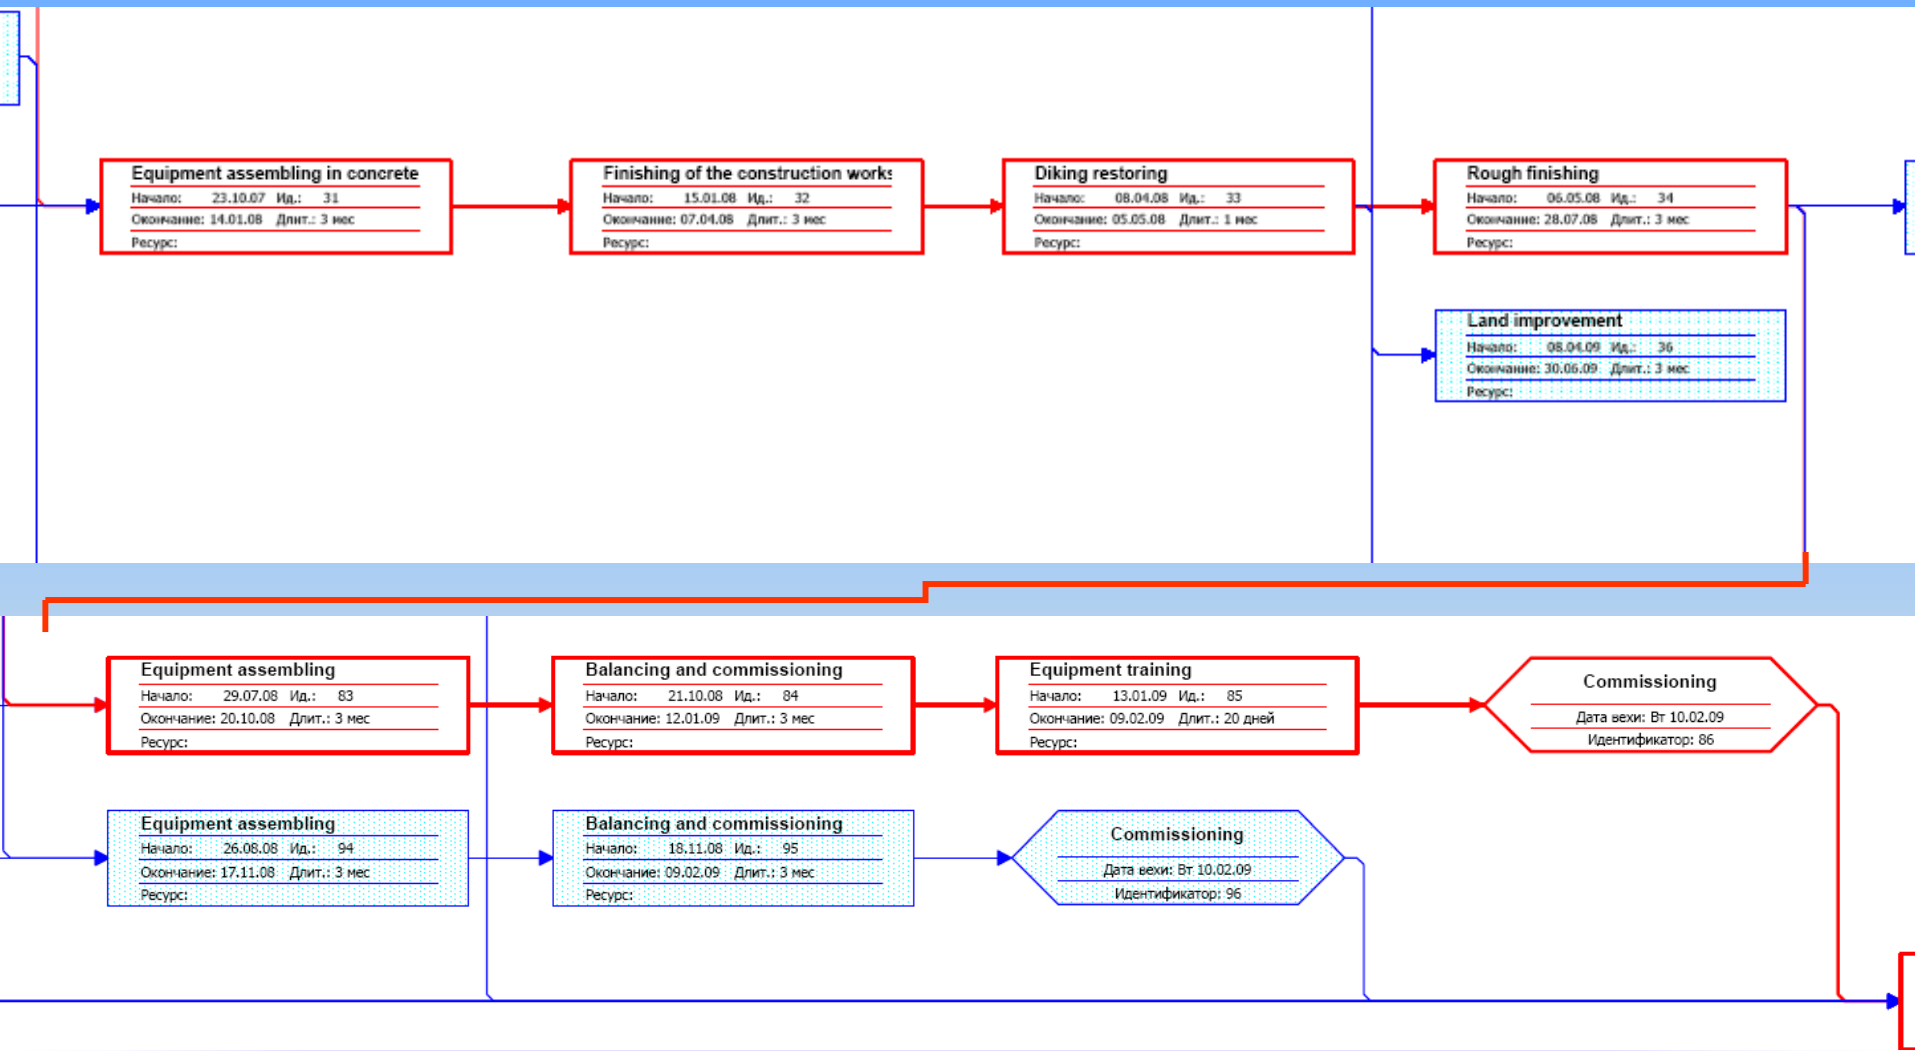 Equipment assembling in concrete
Начало: 23.10.07 Ид.: 31
Окончание: 14.01.08 Длит.: 3 мес
Ресурс:
Finishing of the construction works
Начало: 15.01.08 Ид.: 32
Окончание: 07.04.08 Длит.: 3 мес
Ресурс:
Diking restoring
Начало: 08.04.08 Ид.: 33
Окончание: 05.05.08 Длит.: 1 мес
Ресурс:
Rough finishing
Начало: 06.05.08 Ид.: 34
Окончание: 28.07.08 Длит.: 3 мес
Ресурс:
Land improvement
Начало: 08.04.09 Ид.: 36
Окончание: 30.06.09 Длит.: 3 мес
Ресурс:
Equipment assembling
Начало: 29.07.08 Ид.: 83
Окончание: 20.10.08 Длит.: 3 мес
Ресурс:
Balancing and commissioning
Начало: 21.10.08 Ид.: 84
Окончание: 12.01.09 Длит.: 3 мес
Ресурс:
Equipment training
Начало: 13.01.09 Ид.: 85
Окончание: 09.02.09 Длит.: 20 дней
Ресурс:
Commissioning
Дата вехи: Вт 10.02.09
Идентификатор: 86
Equipment assembling
Начало: 26.08.08 Ид.: 94
Окончание: 17.11.08 Длит.: 3 мес
Ресурс:
Balancing and commissioning
Начало: 18.11.08 Ид.: 95
Окончание: 09.02.09 Длит.: 3 мес
Ресурс:
Commissioning
Дата вехи: Вт 10.02.09
Идентификатор: 96